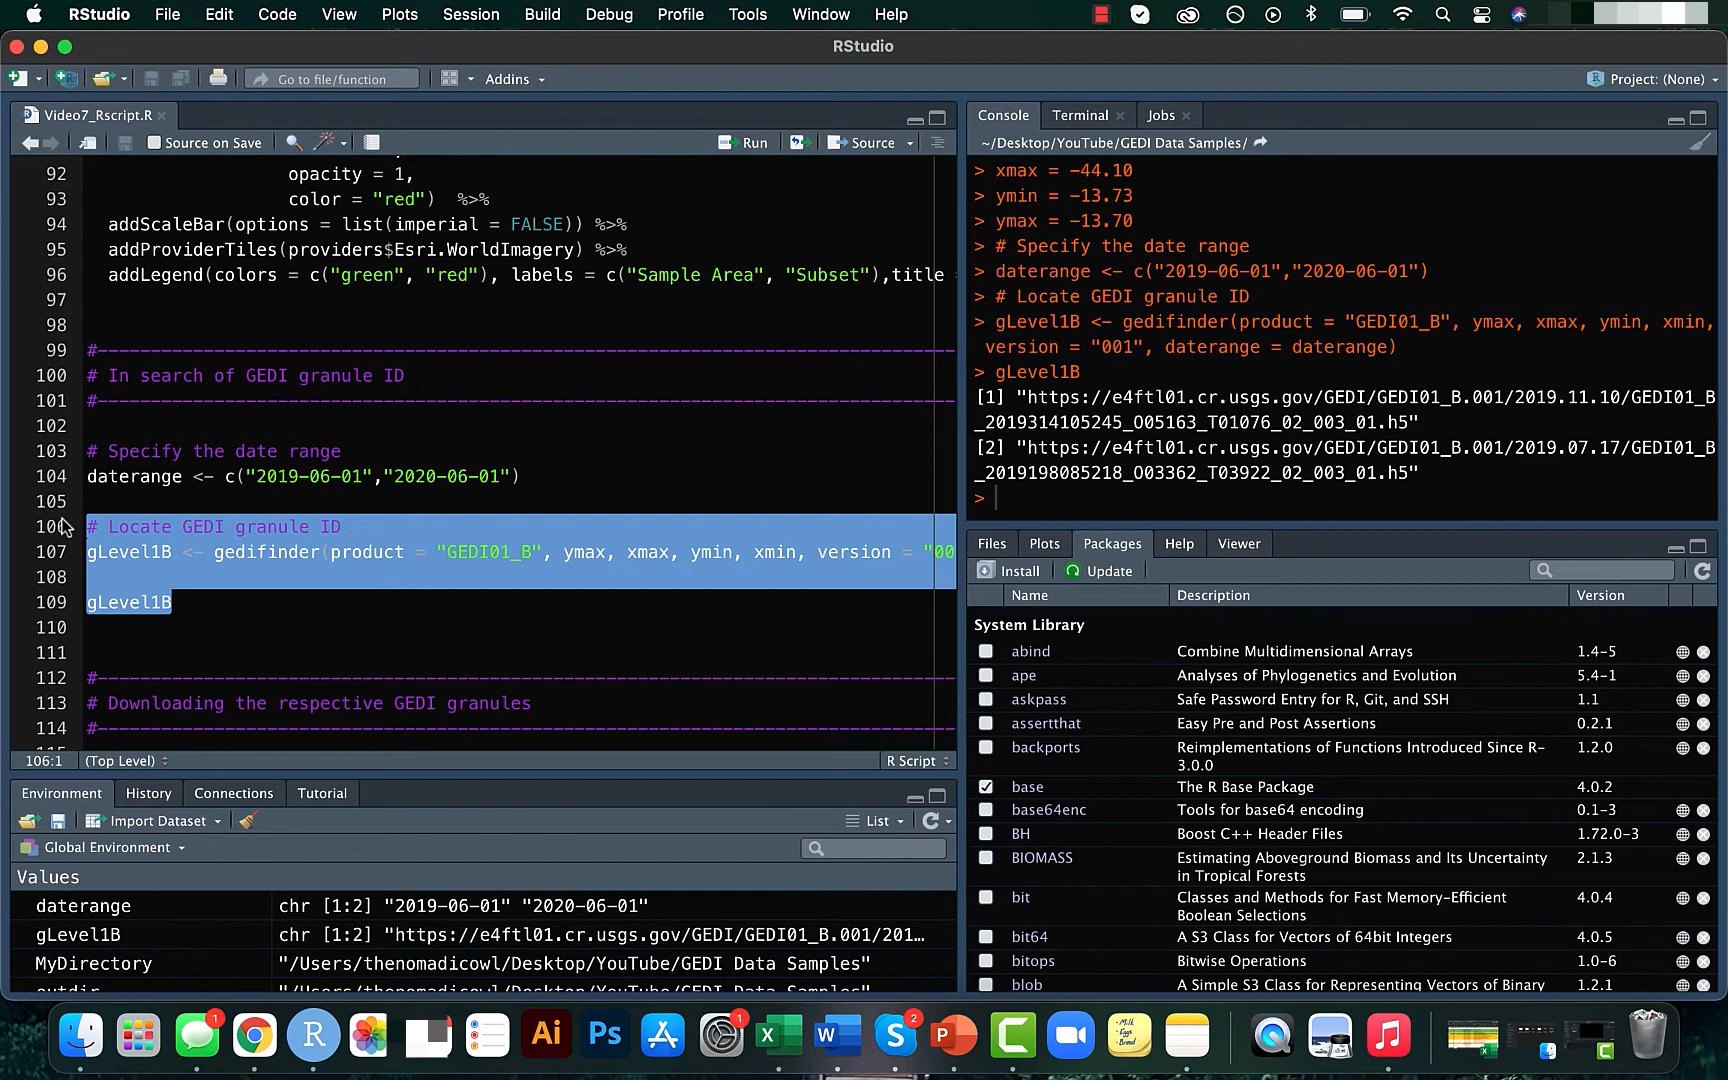 RStudio File Edit Code View Plots Session Build Debug Profile Tools Window Help
RStudio
Go to file/function Addins Project: (None)
Video7_Rscript.R
Source on Save Run Source
92 opacity = 1,
93 color = "red") %>%
94 addScaleBar(options = list(imperial = FALSE)) %>%
95 addProviderTiles(providers$Esri.WorldImagery) %>%
96 addLegend(colors = c("green", "red"), labels = c("Sample Area", "Subset"),title =
97
98
99 #---------------------------------------------------------------------------------
100 # In search of GEDI granule ID
101 #---------------------------------------------------------------------------------
102
103 # Specify the date range
104 daterange <- c("2019-06-01","2020-06-01")
105
106 # Locate GEDI granule ID
107 gLevel1B <- gedifinder(product = "GEDI01_B", ymax, xmax, ymin, xmin, version = "00
108
109 gLevel1B
110
111
112 #---------------------------------------------------------------------------------
113 # Downloading the respective GEDI granules
114 #---------------------------------------------------------------------------------
115
106:1 (Top Level) R Script
Console Terminal Jobs
~/Desktop/YouTube/GEDI Data Samples/
> xmax = -44.10
> ymin = -13.73
> ymax = -13.70
> # Specify the date range
> daterange <- c("2019-06-01","2020-06-01")
> # Locate GEDI granule ID
> gLevel1B <- gedifinder(product = "GEDI01_B", ymax, xmax, ymin, xmin,
version = "001", daterange = daterange)
> gLevel1B
[1] "https://e4ftl01.cr.usgs.gov/GEDI/GEDI01_B.001/2019.11.10/GEDI01_B
_2019314105245_O05163_T01076_02_003_01.h5"
[2] "https://e4ftl01.cr.usgs.gov/GEDI/GEDI01_B.001/2019.07.17/GEDI01_B
_2019198085218_O03362_T03922_02_003_01.h5"
>
Environment History Connections Tutorial
Import Dataset List
Global Environment
Values
daterange chr [1:2] "2019-06-01" "2020-06-01"
gLevel1B chr [1:2] "https://e4ftl01.cr.usgs.gov/GEDI/GEDI01_B.001/201…
MyDirectory "/Users/thenomadicowl/Desktop/YouTube/GEDI Data Samples"
outdir "/Users/thenomadicowl/Desktop/YouTube/GEDI Data Samples"
Files Plots Packages Help Viewer
Install Update
Name Description Version
System Library
abind Combine Multidimensional Arrays 1.4-5
ape Analyses of Phylogenetics and Evolution 5.4-1
askpass Safe Password Entry for R, Git, and SSH 1.1
assertthat Easy Pre and Post Assertions 0.2.1
backports Reimplementations of Functions Introduced Since R- 1.2.0
3.0.0
base The R Base Package 4.0.2
base64enc Tools for base64 encoding 0.1-3
BH Boost C++ Header Files 1.72.0-3
BIOMASS Estimating Aboveground Biomass and Its Uncertainty 2.1.3
in Tropical Forests
bit Classes and Methods for Fast Memory-Efficient 4.0.4
Boolean Selections
bit64 A S3 Class for Vectors of 64bit Integers 4.0.5
bitops Bitwise Operations 1.0-6
blob A Simple S3 Class for Representing Vectors of Binary 1.2.1
1 R Ai Ps 1 X W S 2 P C